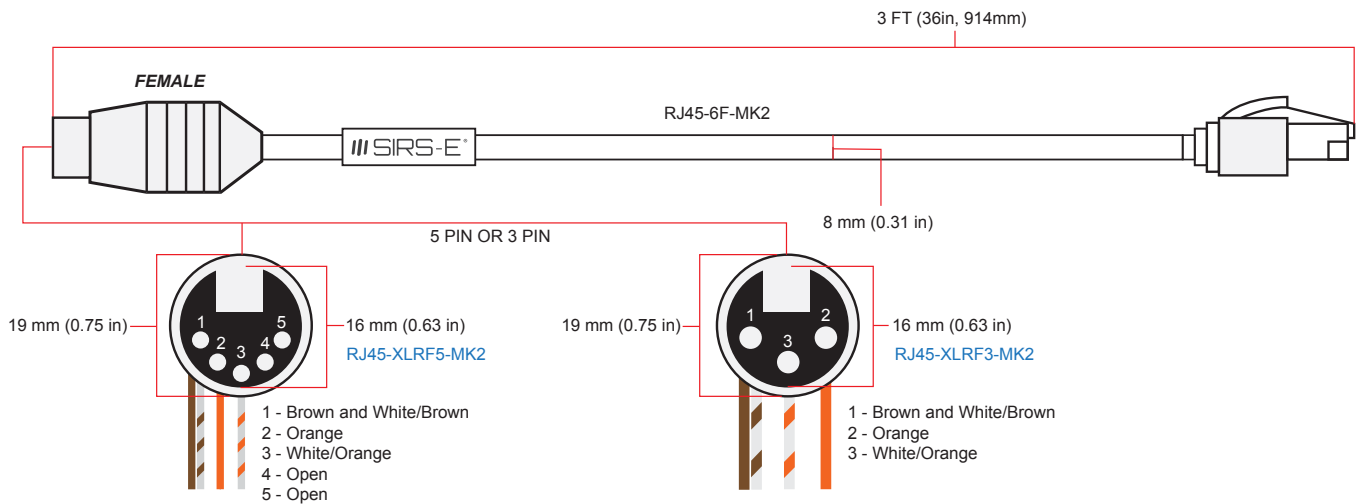 3 FT (36in, 914mm)
FEMALE
RJ45-6F-MK2
SIRS-E®
8 mm (0.31 in)
5 PIN OR 3 PIN
19 mm (0.75 in)
1
2
3
4
5
16 mm (0.63 in)
RJ45-XLRF5-MK2
1 - Brown and White/Brown
2 - Orange
3 - White/Orange
4 - Open
5 - Open
19 mm (0.75 in)
1
2
3
16 mm (0.63 in)
RJ45-XLRF3-MK2
1 - Brown and White/Brown
2 - Orange
3 - White/Orange